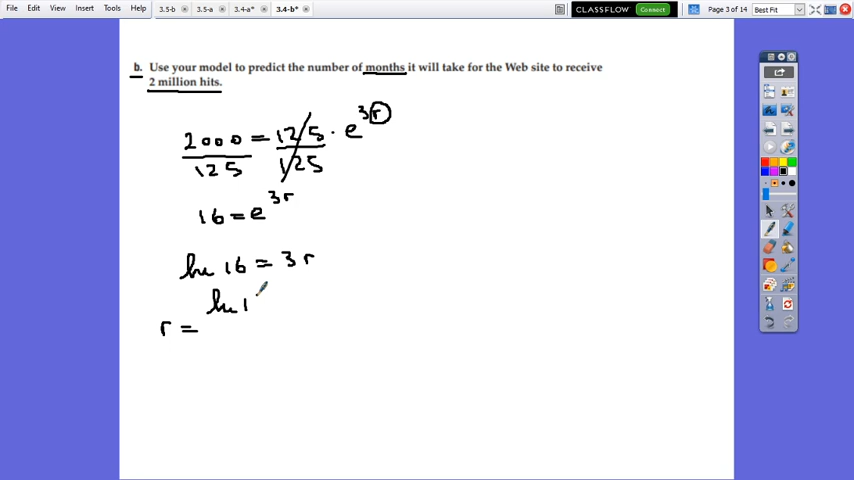 File Edit View Insert Tools Help 3.5-b 3.5-a 3.4-a* 3.4-b* CLASSFLOW Connect Page 3 of 14 Best Fit
b. Use your model to predict the number of months it will take for the Web site to receive
2 million hits.
2000 = 125 · e^3r
125 125
16 = e^3r
ln 16 = 3r
ln 1
r =